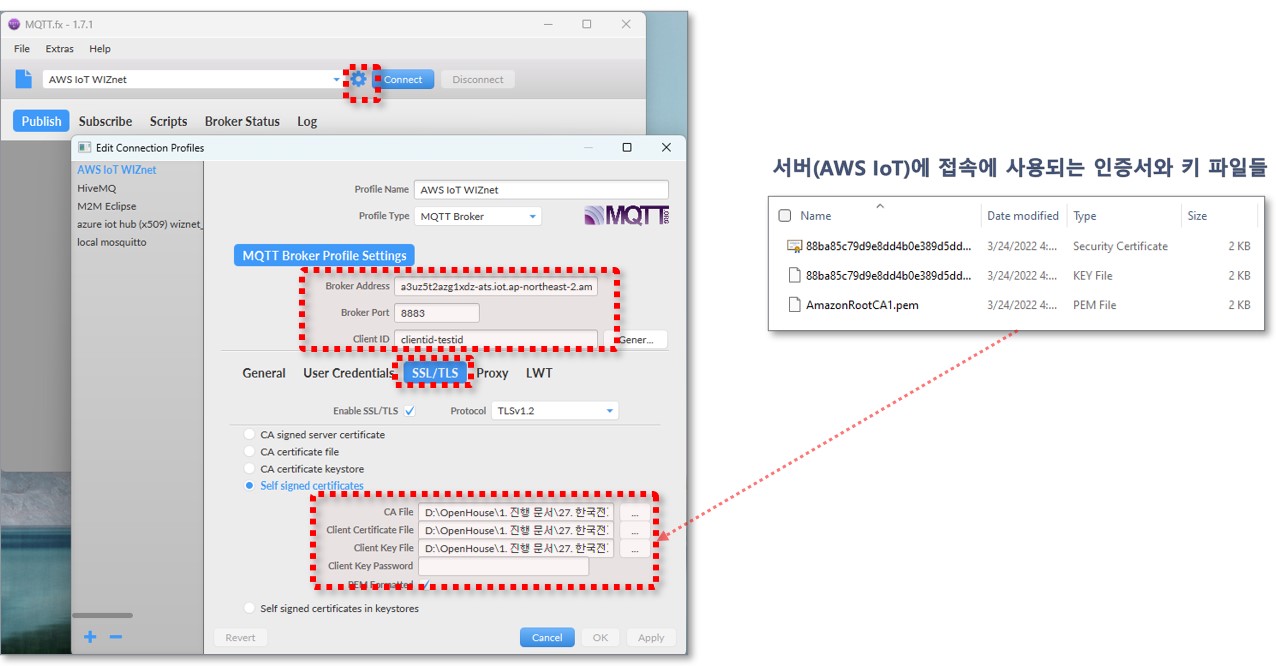 MQTT.fx - 1.7.1
File Extras Help
AWS IoT WIZnet Connect Disconnect
Publish Subscribe Scripts Broker Status Log
Edit Connection Profiles
AWS IoT WIZnet
HiveMQ
M2M Eclipse
azure iot hub (x509) wiznet_
local mosquitto
Profile Name AWS IoT WIZnet
Profile Type MQTT Broker
MQTT.ORG
MQTT Broker Profile Settings
Broker Address a3uz5t2azg1xdz-ats.iot.ap-northeast-2.am
Broker Port 8883
Client ID clientid-testid Gener...
General User Credentials SSL/TLS Proxy LWT
Enable SSL/TLS Protocol TLSv1.2
CA signed server certificate
CA certificate file
CA certificate keystore
Self signed certificates
CA File D:\OpenHouse\1. 진행 문서\27. 한국전 ...
Client Certificate File D:\OpenHouse\1. 진행 문서\27. 한국전 ...
Client Key File D:\OpenHouse\1. 진행 문서\27. 한국전 ...
Client Key Password
PEM Formatted
Self signed certificates in keystores
Revert Cancel OK Apply
서버(AWS IoT)에 접속에 사용되는 인증서와 키 파일들
Name Date modified Type Size
88ba85c79d9e8dd4b0e389d5dd... 3/24/2022 4:... Security Certificate 2 KB
88ba85c79d9e8dd4b0e389d5dd... 3/24/2022 4:... KEY File 2 KB
AmazonRootCA1.pem 3/24/2022 4:... PEM File 2 KB